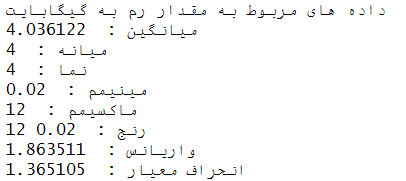 داده های مربوط به مقدار رم به گیگابایت
میانگین : 4.036122
میانه : 4
نما : 4
مینیمم : 0.02
ماکسیمم : 12
رنج : 0.02 12
واریانس : 1.863511
انحراف معیار : 1.365105